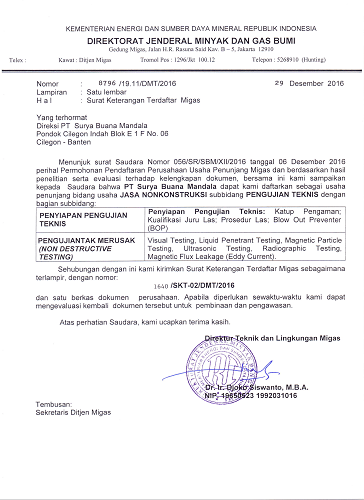 KEMENTERIAN ENERGI DAN SUMBER DAYA MINERAL REPUBLIK INDONESIA
DIREKTORAT JENDERAL MINYAK DAN GAS BUMI
Gedung Migas, Jalan H.R. Rasuna Said Kav. B – 5, Jakarta 12910
Telex : Kawat : Ditjen Migas Tromol Pos : 1296/Jkt 100.12 Telepon : 5268910 (Hunting)
Nomor : 8796 /19.11/DMT/2016 29 Desember 2016
Lampiran : Satu lembar
H a l : Surat Keterangan Terdaftar Migas
Yang terhormat
Direksi PT Surya Buana Mandala
Pondok Cilegon Indah Blok E 1 F No. 06
Cilegon - Banten
Menunjuk surat Saudara Nomor 056/SR/SBM/XII/2016 tanggal 06 Desember 2016
perihal Permohonan Pendaftaran Perusahaan Usaha Penunjang Migas dan berdasarkan hasil
penelitian serta evaluasi terhadap kelengkapan dokumen, bersama ini kami sampaikan
kepada Saudara bahwa PT Surya Buana Mandala dapat kami daftarkan sebagai usaha
penunjang bidang usaha JASA NONKONSTRUKSI subbidang PENGUJIAN TEKNIS dengan
bagian subbidang:
PENYIAPAN PENGUJIAN
TEKNIS
Penyiapan Pengujian Teknis: Katup Pengaman;
Kualifikasi Juru Las; Prosedur Las; Blow Out Preventer
(BOP)
PENGUJIANTAK MERUSAK
(NON DESTRUCTIVE
TESTING)
Visual Testing, Liquid Penetrant Testing, Magnetic Particle
Testing, Ultrasonic Testing, Radiographic Testing,
Magnetic Flux Leakage (Eddy Current).
Sehubungan dengan ini kami kirimkan Surat Keterangan Terdaftar Migas sebagaimana
terlampir, dengan nomor:
1640 /SKT-02/DMT/2016
dan satu berkas dokumen perusahaan. Apabila diperlukan sewaktu-waktu kami dapat
mengevaluasi kembali dokumen tersebut untuk pembinaan dan pengawasan.
Atas perhatian Saudara, kami ucapkan terima kasih.
Direktur Teknik dan Lingkungan Migas
Dr. Ir. Djoko Siswanto, M.B.A.
NIP. 19650523 1992031016
Tembusan:
Sekretaris Ditjen Migas